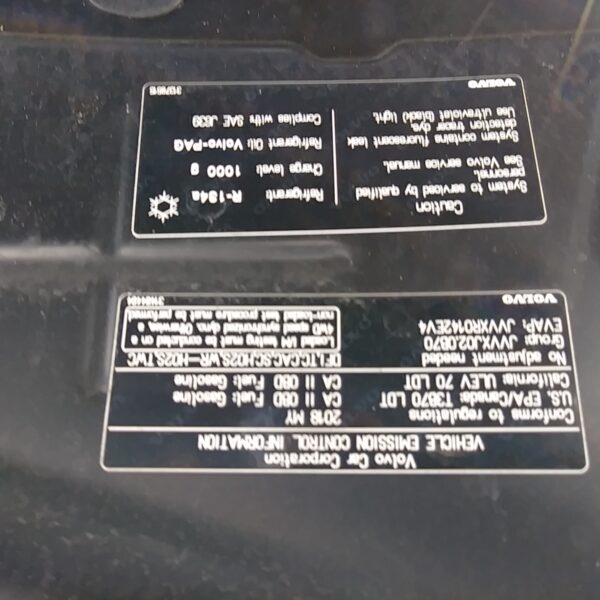 Volvo Car Corporation
VEHICLE EMISSION CONTROL INFORMATION
Conforms to regulations 2018 MY
U.S. EPA/Canada: T3B70 LDT CA II OBD Fuel: Gasoline
California: ULEV 70 LDT CA II OBD Fuel: Gasoline
No adjustment needed DFI,TC,CAC,SC,HO2S,WR-HO2S,TWC
Group: JVVXJ02.0B70
EVAP: JVVXR0142EV4
Loaded I/M test must be conducted on a
4WD speed synchronized dyno. Otherwise, a
non-loaded test procedure must be performed.
VOLVO
Caution
System to serviced by qualified
personnel.
See Volvo service manual.
System contains fluorescent leak
detection tracer dye.
Use ultraviolet (black) light.
Refrigerant: R-134a
Charge level: 1000 g
Refrigerant Oil: Volvo-PAG
Complies with: SAE J639
VOLVO